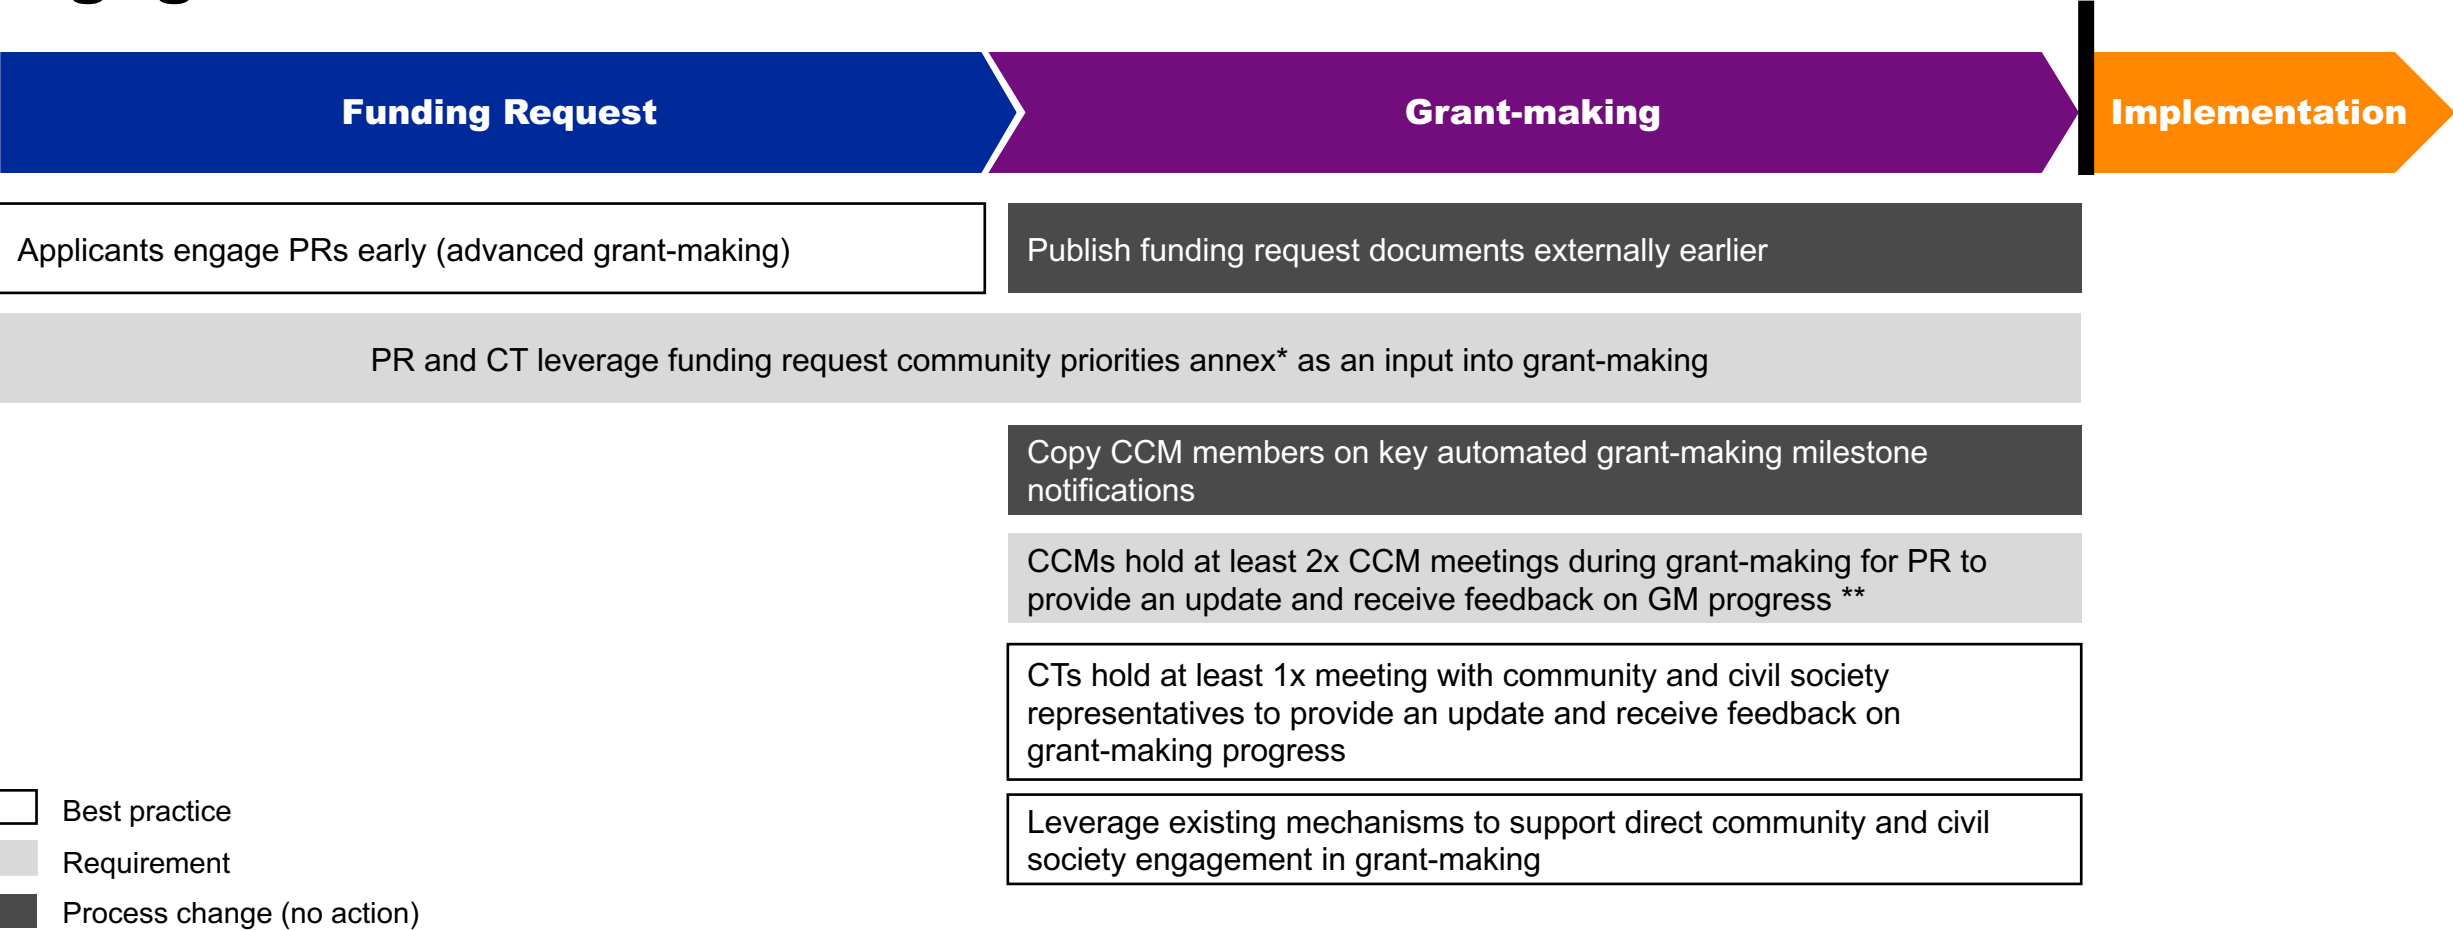 Funding Request
Grant-making
Implementation
Applicants engage PRs early (advanced grant-making)
Publish funding request documents externally earlier
PR and CT leverage funding request community priorities annex* as an input into grant-making
Copy CCM members on key automated grant-making milestone
notifications
CCMs hold at least 2x CCM meetings during grant-making for PR to
provide an update and receive feedback on GM progress **
CTs hold at least 1x meeting with community and civil society
representatives to provide an update and receive feedback on
grant-making progress
Leverage existing mechanisms to support direct community and civil
society engagement in grant-making
Best practice
Requirement
Process change (no action)